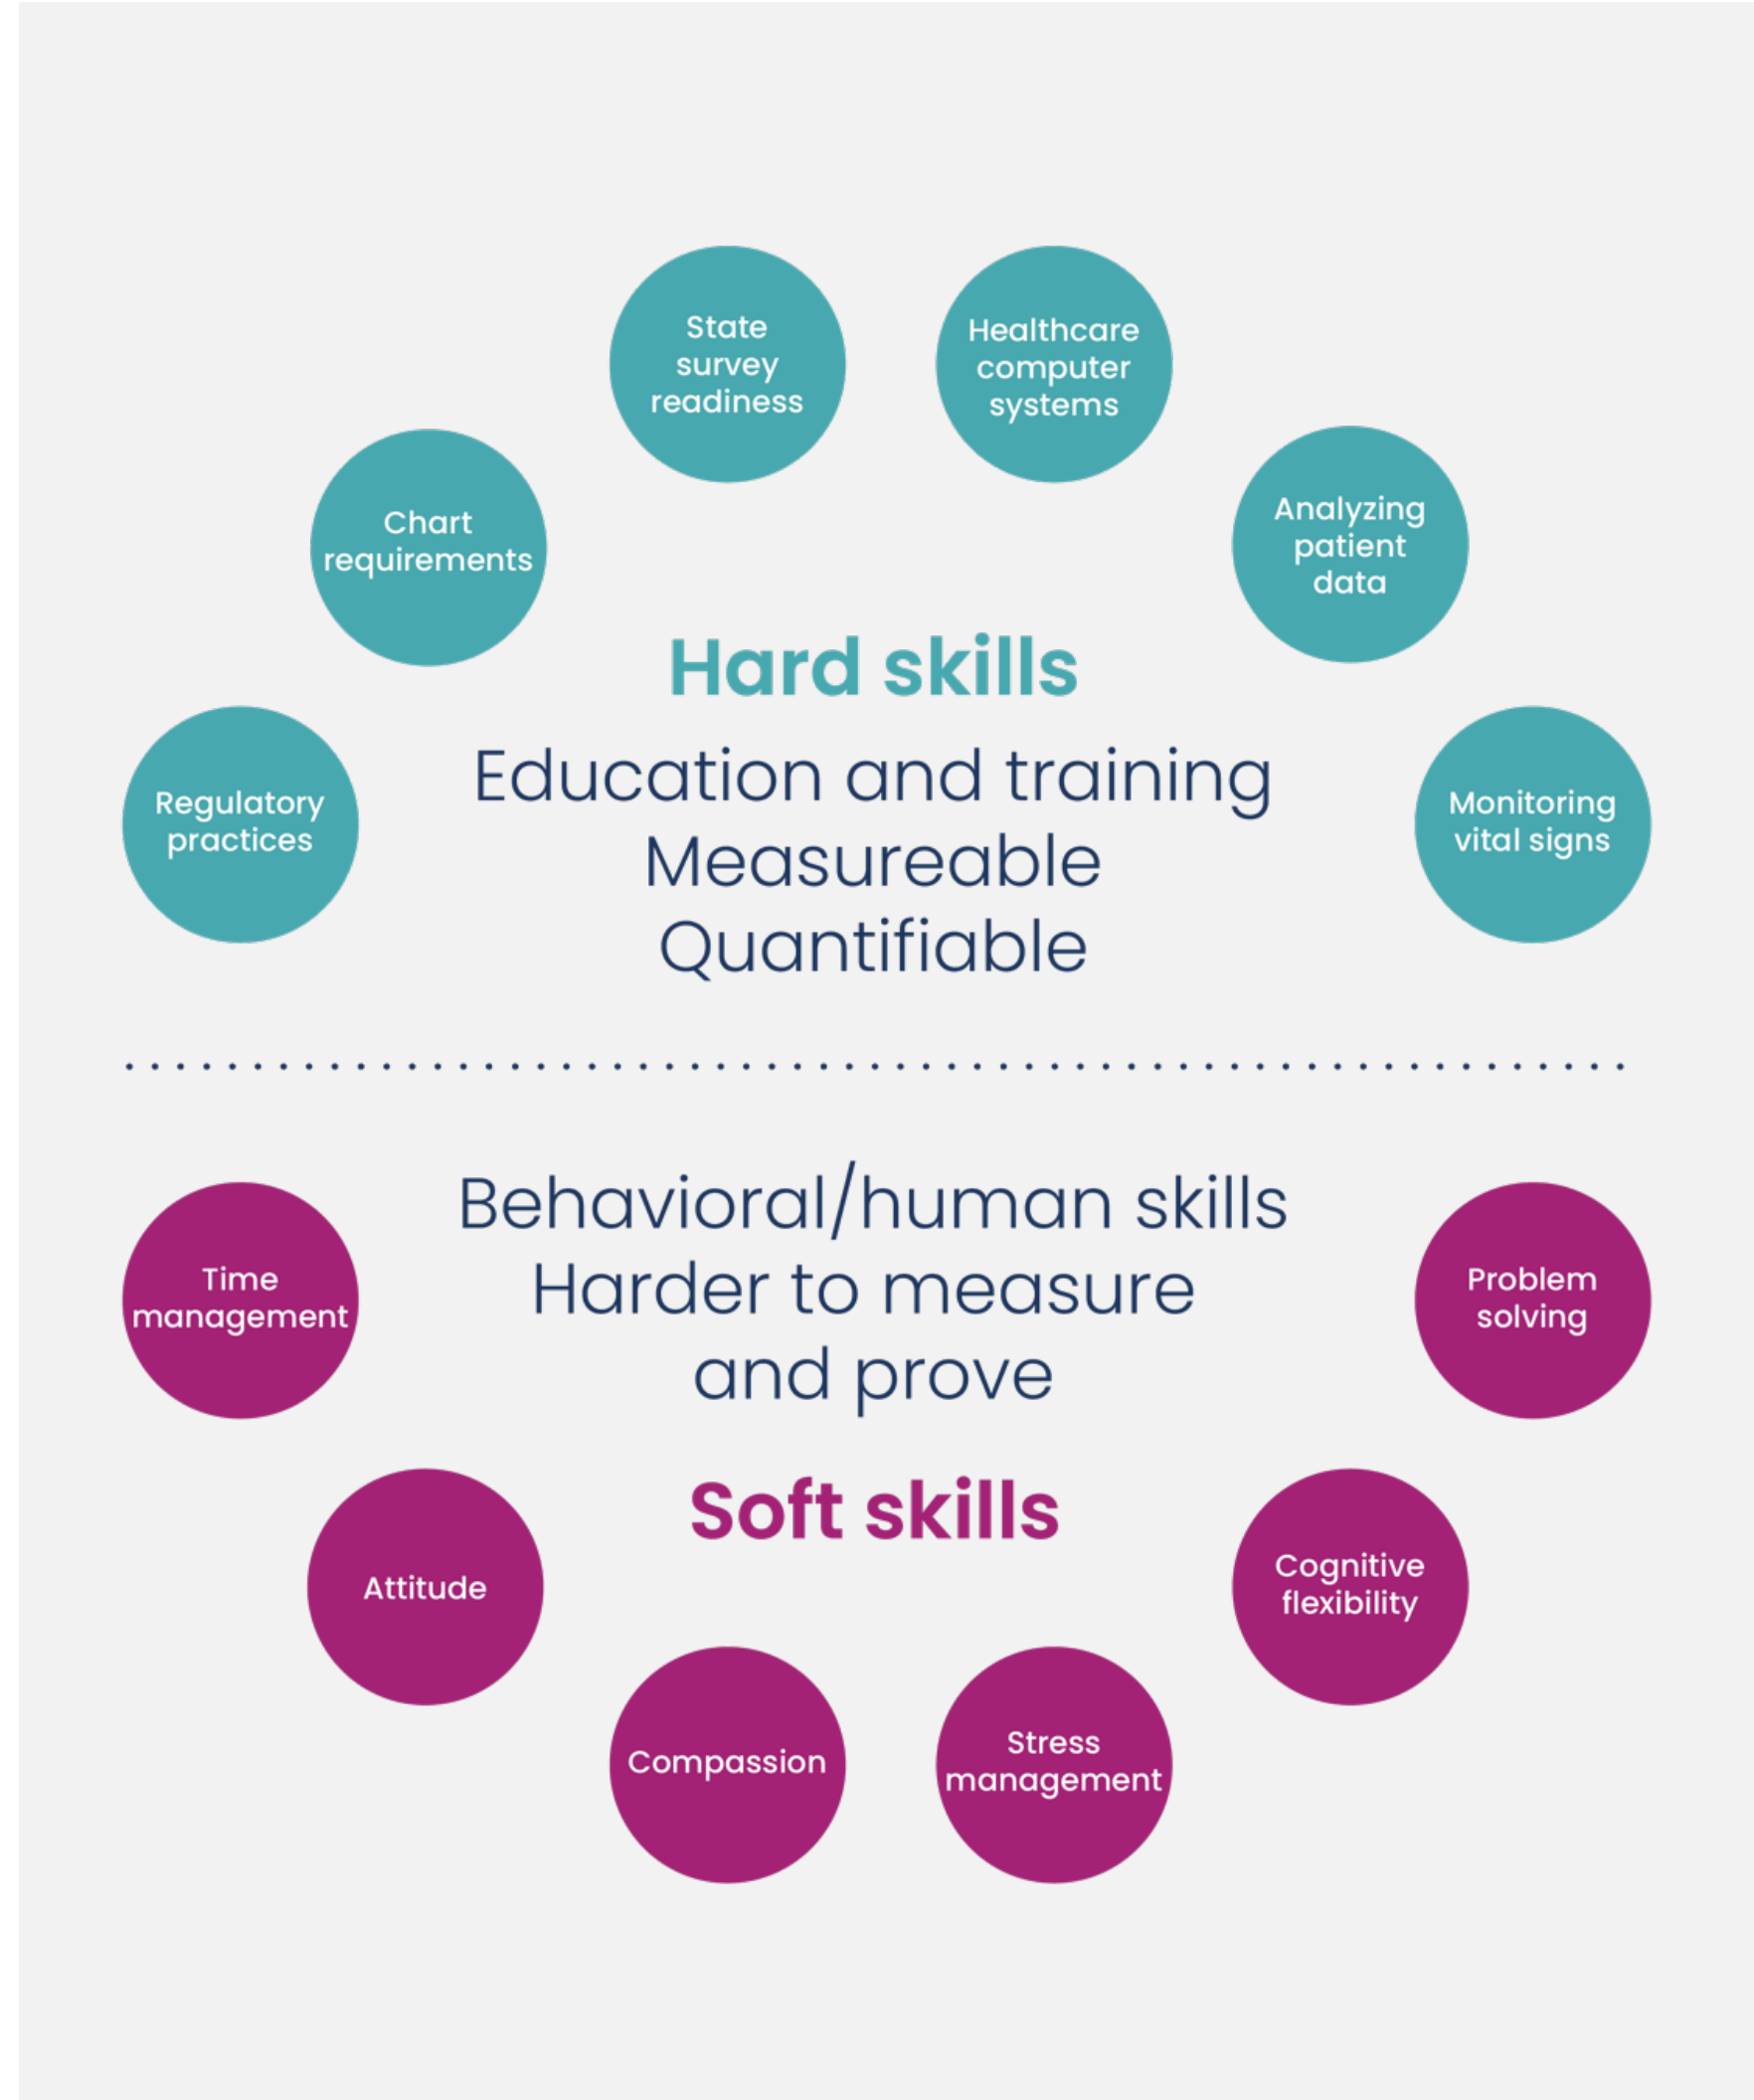 State
survey
readiness
Healthcare
computer
systems
Chart
requirements
Analyzing
patient
data
Hard skills
Education and training
Measureable
Quantifiable
Regulatory
practices
Monitoring
vital signs
Behavioral/human skills
Harder to measure
and prove
Time
management
Problem
solving
Soft skills
Attitude
Cognitive
flexibility
Compassion
Stress
management